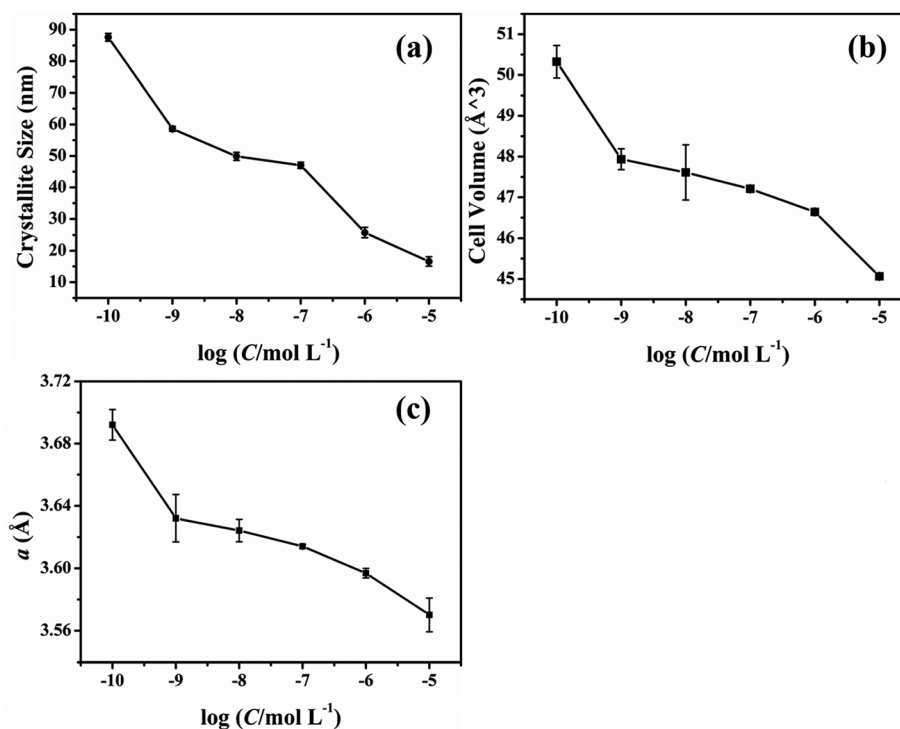 (a)
Crystallite Size (nm)
90
80
70
60
50
40
30
20
10
-10 -9 -8 -7 -6 -5
log (C/mol L⁻¹)
(b)
Cell Volume (Å^3)
51
50
49
48
47
46
45
-10 -9 -8 -7 -6 -5
log (C/mol L⁻¹)
(c)
a (Å)
3.72
3.68
3.64
3.60
3.56
-10 -9 -8 -7 -6 -5
log (C/mol L⁻¹)